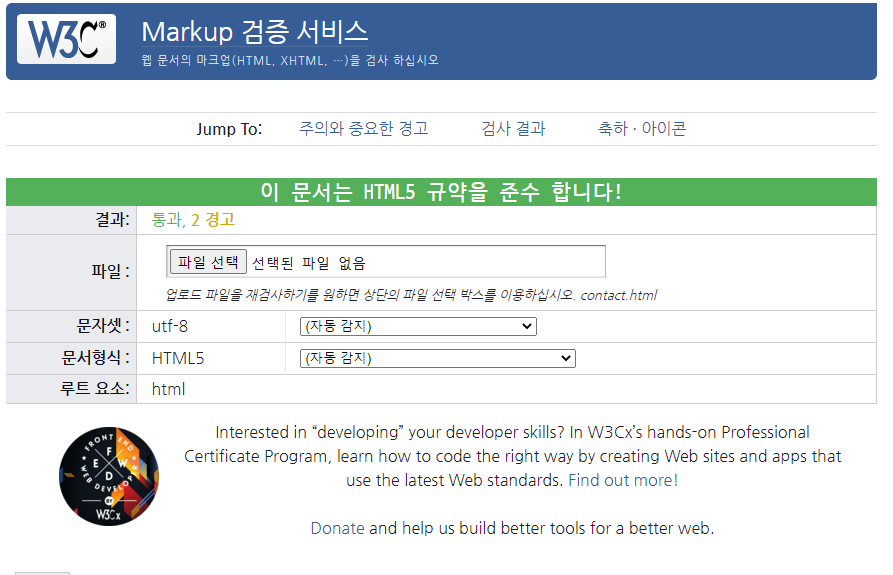 W3C®
Markup 검증 서비스
웹 문서의 마크업(HTML, XHTML, …)을 검사 하십시오
Jump To: 주의와 중요한 경고 검사 결과 축하 · 아이콘
이 문서는 HTML5 규약을 준수 합니다!
결과: 통과, 2 경고
파일 : 파일 선택 선택된 파일 없음
업로드 파일을 재검사하기를 원하면 상단의 파일 선택 박스를 이용하십시오. contact.html
문자셋 : utf-8 (자동 감지)
문서형식 : HTML5 (자동 감지)
루트 요소: html
FRONT END
WEB DEVELOPER
F
E W
D
BY
W3Cx
Interested in “developing” your developer skills? In W3Cx’s hands-on Professional
Certificate Program, learn how to code the right way by creating Web sites and apps that
use the latest Web standards. Find out more!
Donate and help us build better tools for a better web.